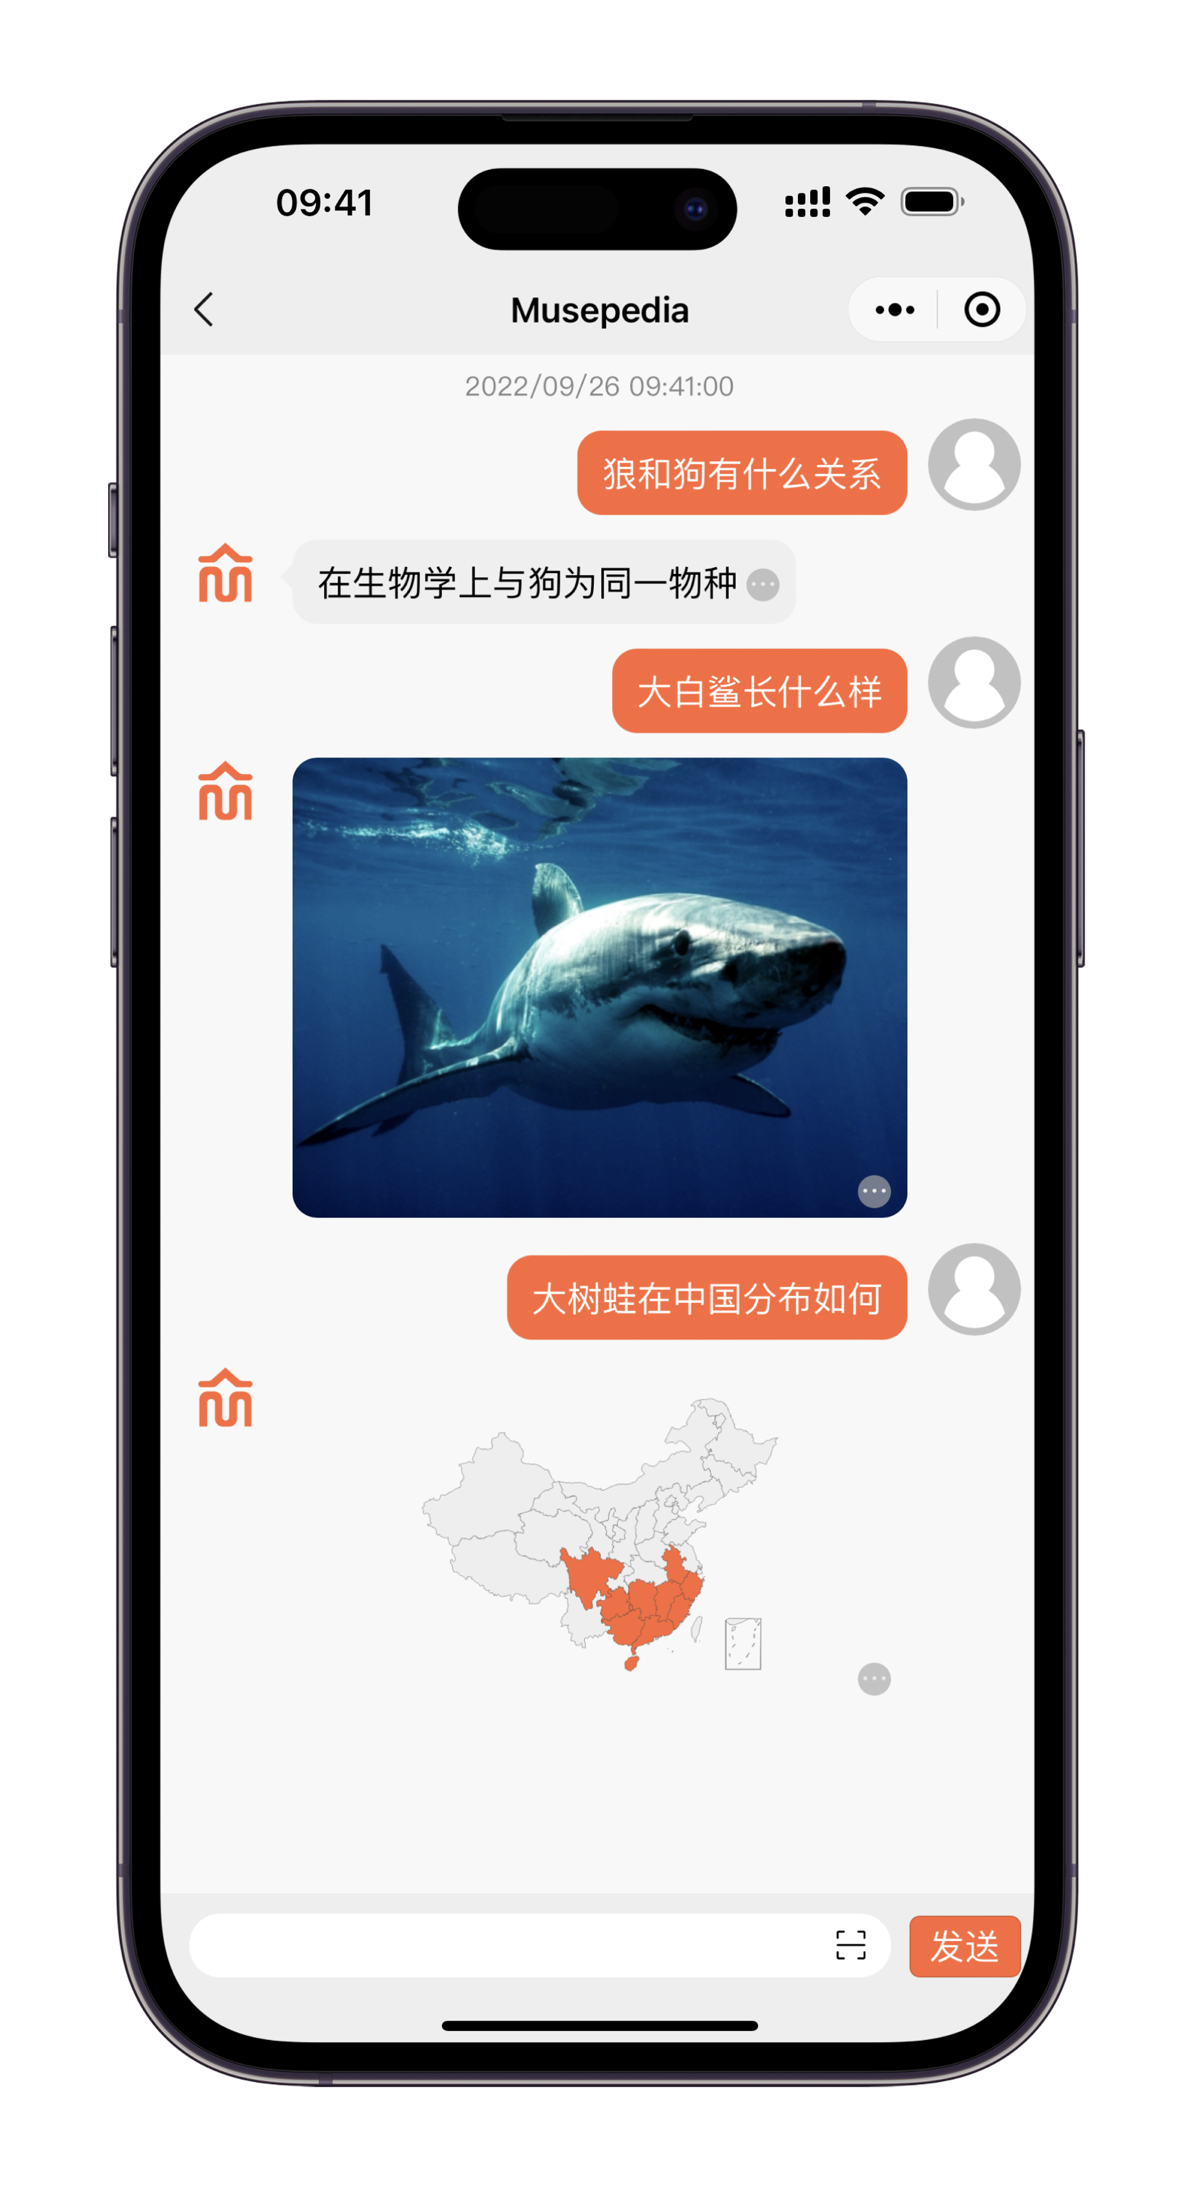 09:41
Musepedia
2022/09/26 09:41:00
狼和狗有什么关系
在生物学上与狗为同一物种
大白鲨长什么样
大树蛙在中国分布如何
发送